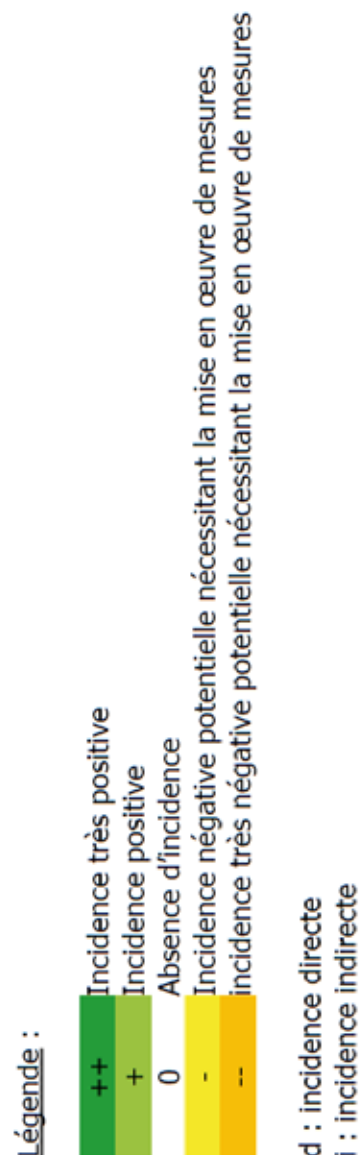 Légende :
++ Incidence très positive
+ Incidence positive
0 Absence d'incidence
- Incidence négative potentielle nécessitant la mise en œuvre de mesures
-- incidence très négative potentielle nécessitant la mise en œuvre de mesures
d : incidence directe
i : incidence indirecte